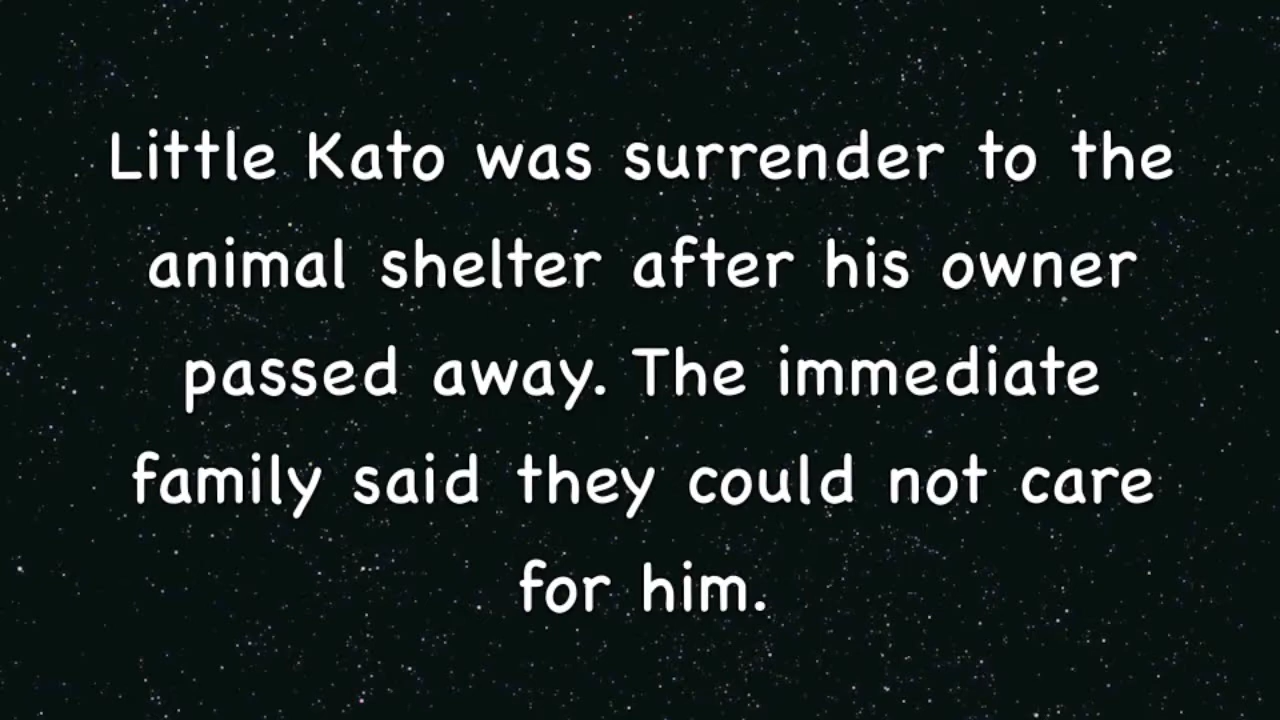 Little Kato was surrender to the
animal shelter after his owner
passed away. The immediate
family said they could not care
for him.